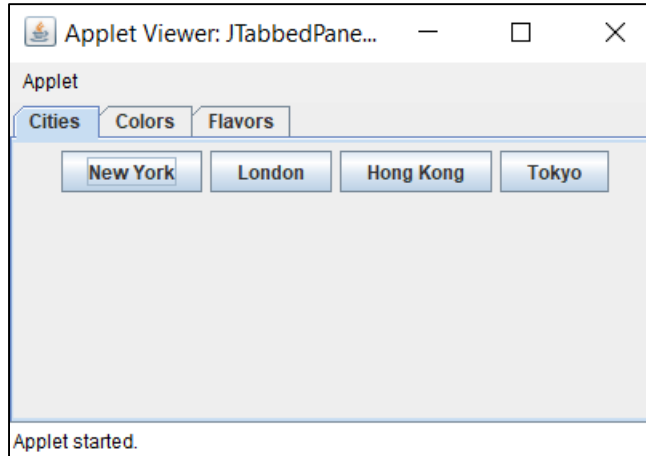 Applet Viewer: JTabbedPane...
Applet
Cities Colors Flavors
New York London Hong Kong Tokyo
Applet started.